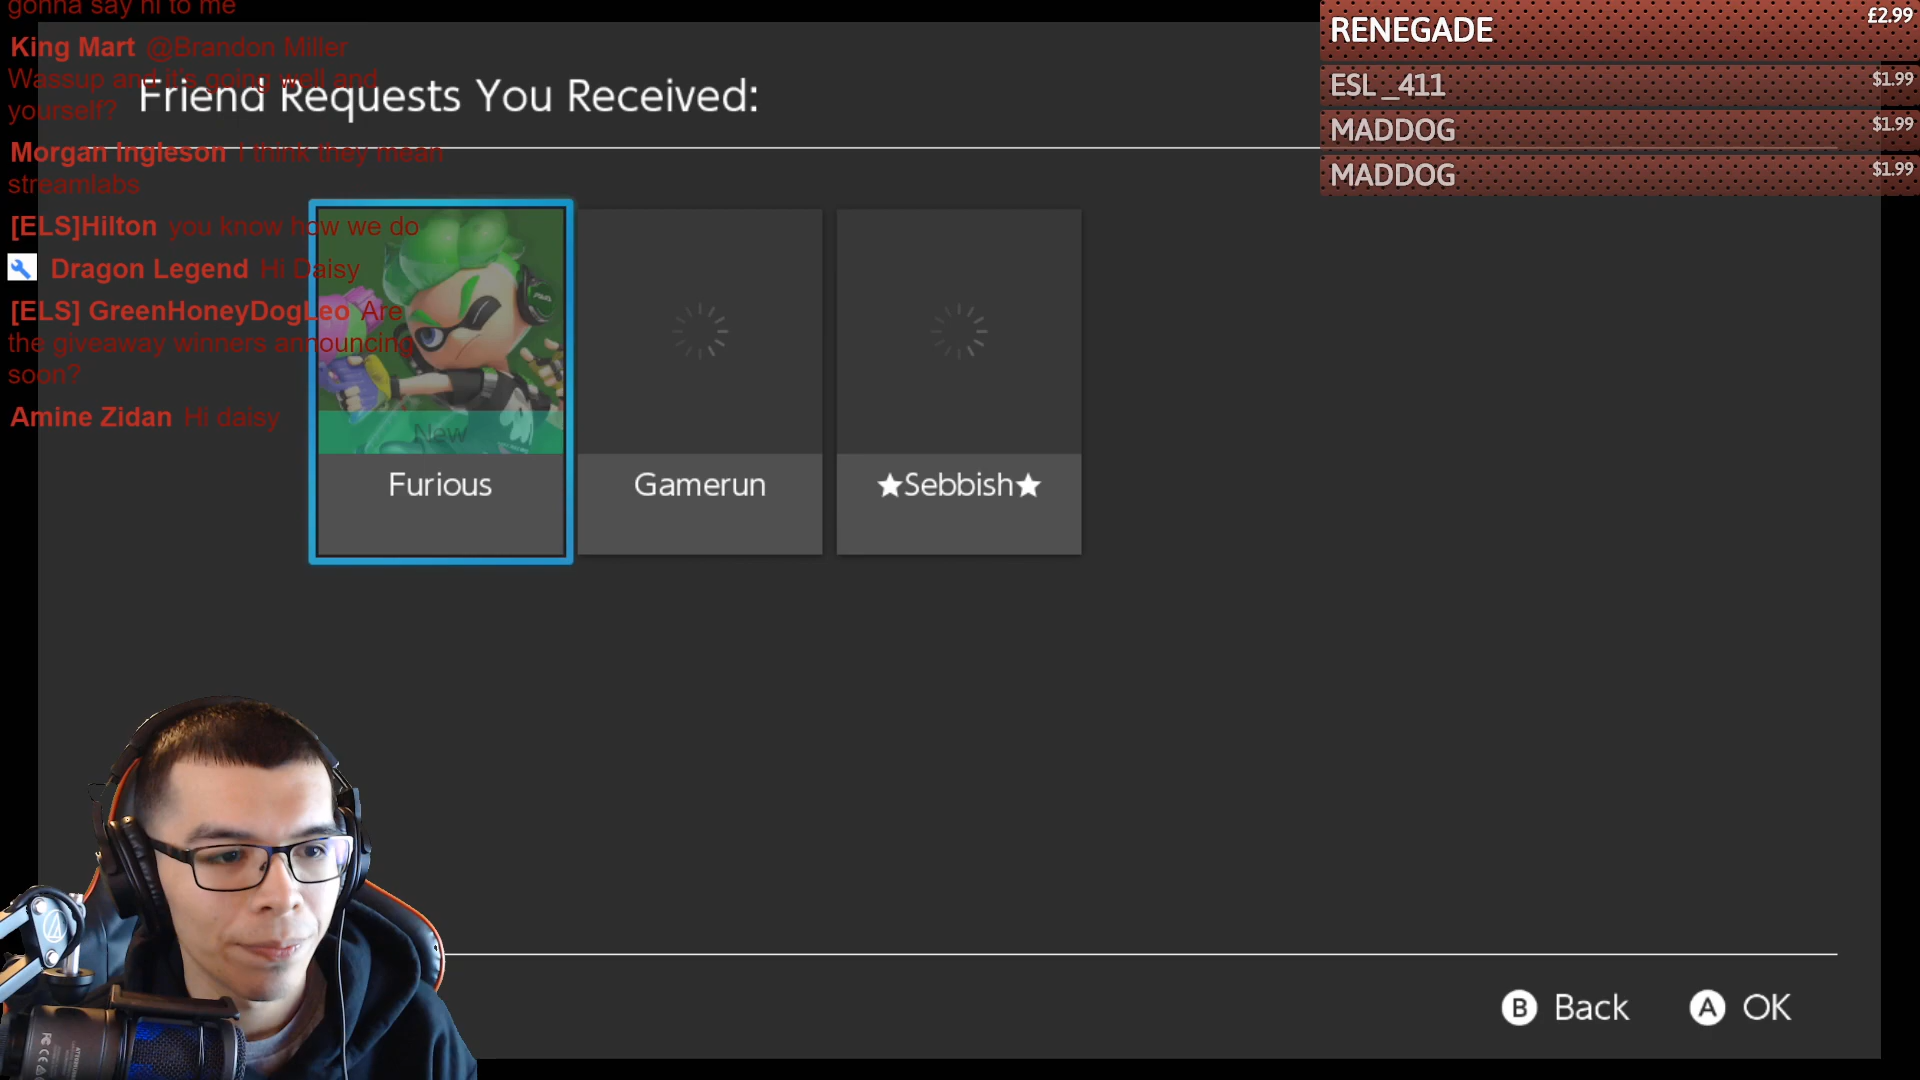 gonna say hi to me
King Mart @Brandon Miller
Wassup and it's going well and
yourself?
Morgan Ingleson I think they mean
streamlabs
[ELS]Hilton you know how we do
Dragon Legend Hi Daisy
[ELS] GreenHoneyDogLeo Are
the giveaway winners announcing
soon?
Amine Zidan Hi daisy
Friend Requests You Received:
RENEGADE £2.99
ESL_411 $1.99
MADDOG $1.99
MADDOG $1.99
New
Furious
Gamerun
★Sebbish★
B Back
A OK